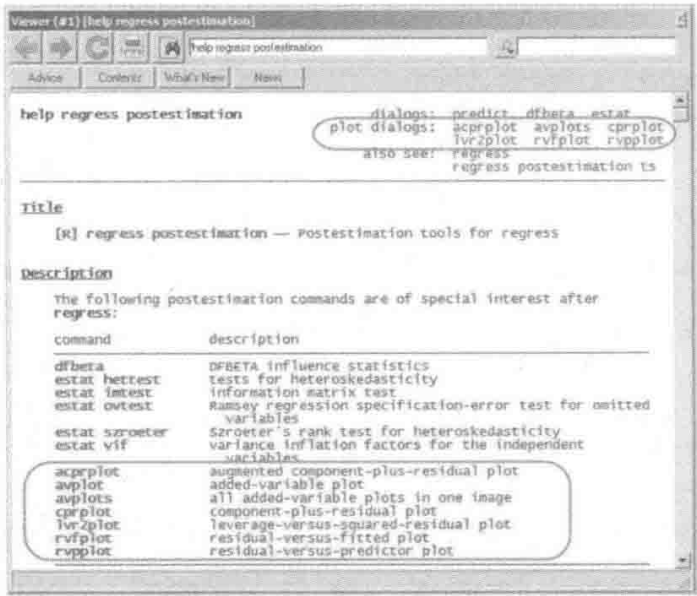 Viewer (#1) [help regress postestimation]
help regress postestimation
Advice Contents What's New News
help regress postestimation dialogs: predict dfbeta estat
plot dialogs: acprplot avplots cprplot
lvr2plot rvfplot rvpplot
also see: regress
regress postestimation ts
Title
[R] regress postestimation — Postestimation tools for regress
Description
The following postestimation commands are of special interest after
regress:
command description
dfbeta DFBETA influence statistics
estat hettest tests for heteroskedasticity
estat imtest information matrix test
estat ovtest Ramsey regression specification-error test for omitted
variables
estat szroeter Szroeter's rank test for heteroskedasticity
estat vif variance inflation factors for the independent
variables
acprplot augmented component-plus-residual plot
avplot added-variable plot
avplots all added-variable plots in one image
cprplot component-plus-residual plot
lvr2plot leverage-versus-squared-residual plot
rvfplot residual-versus-fitted plot
rvpplot residual-versus-predictor plot